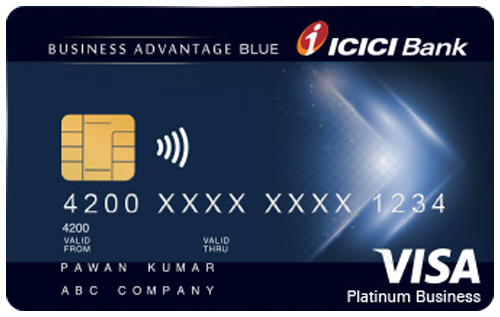 BUSINESS ADVANTAGE BLUE
ICICI Bank
4200 XXXX XXXX 1234
4200
VALID FROM
VALID THRU
PAWAN KUMAR
ABC COMPANY
VISA
Platinum Business